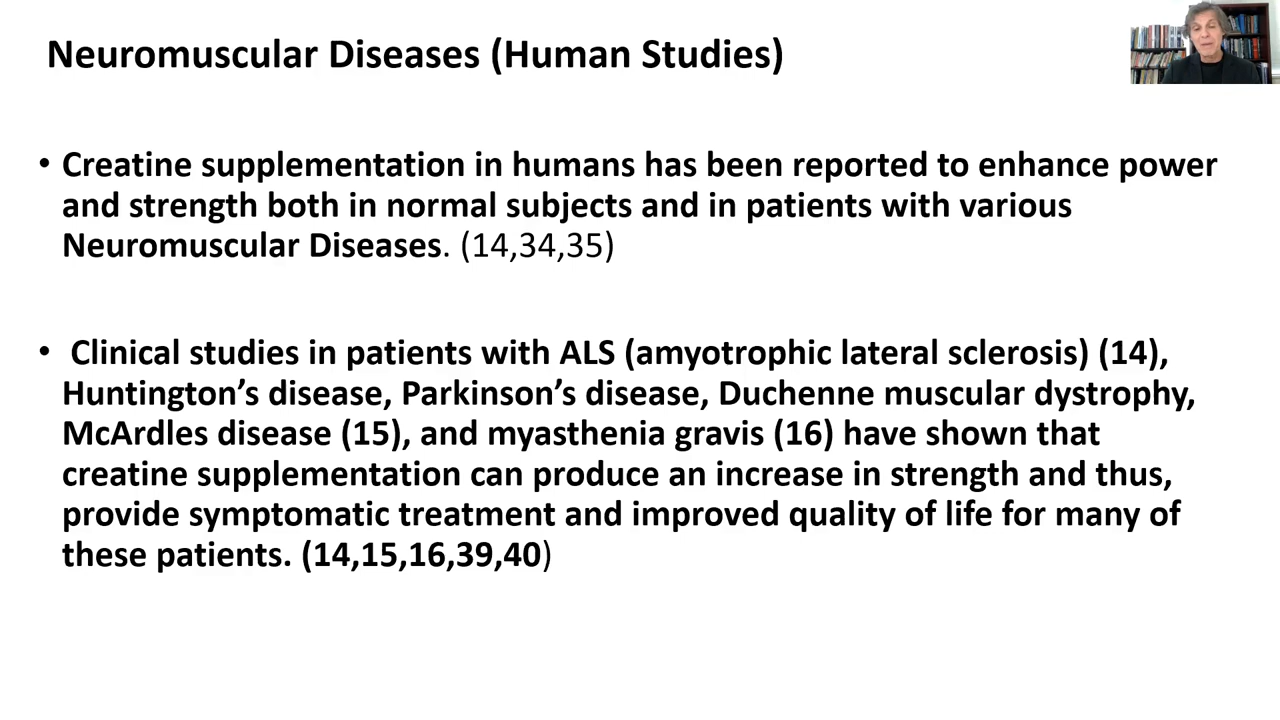 Neuromuscular Diseases (Human Studies)
• Creatine supplementation in humans has been reported to enhance power
and strength both in normal subjects and in patients with various
Neuromuscular Diseases. (14,34,35)
• Clinical studies in patients with ALS (amyotrophic lateral sclerosis) (14),
Huntington’s disease, Parkinson’s disease, Duchenne muscular dystrophy,
McArdles disease (15), and myasthenia gravis (16) have shown that
creatine supplementation can produce an increase in strength and thus,
provide symptomatic treatment and improved quality of life for many of
these patients. (14,15,16,39,40)